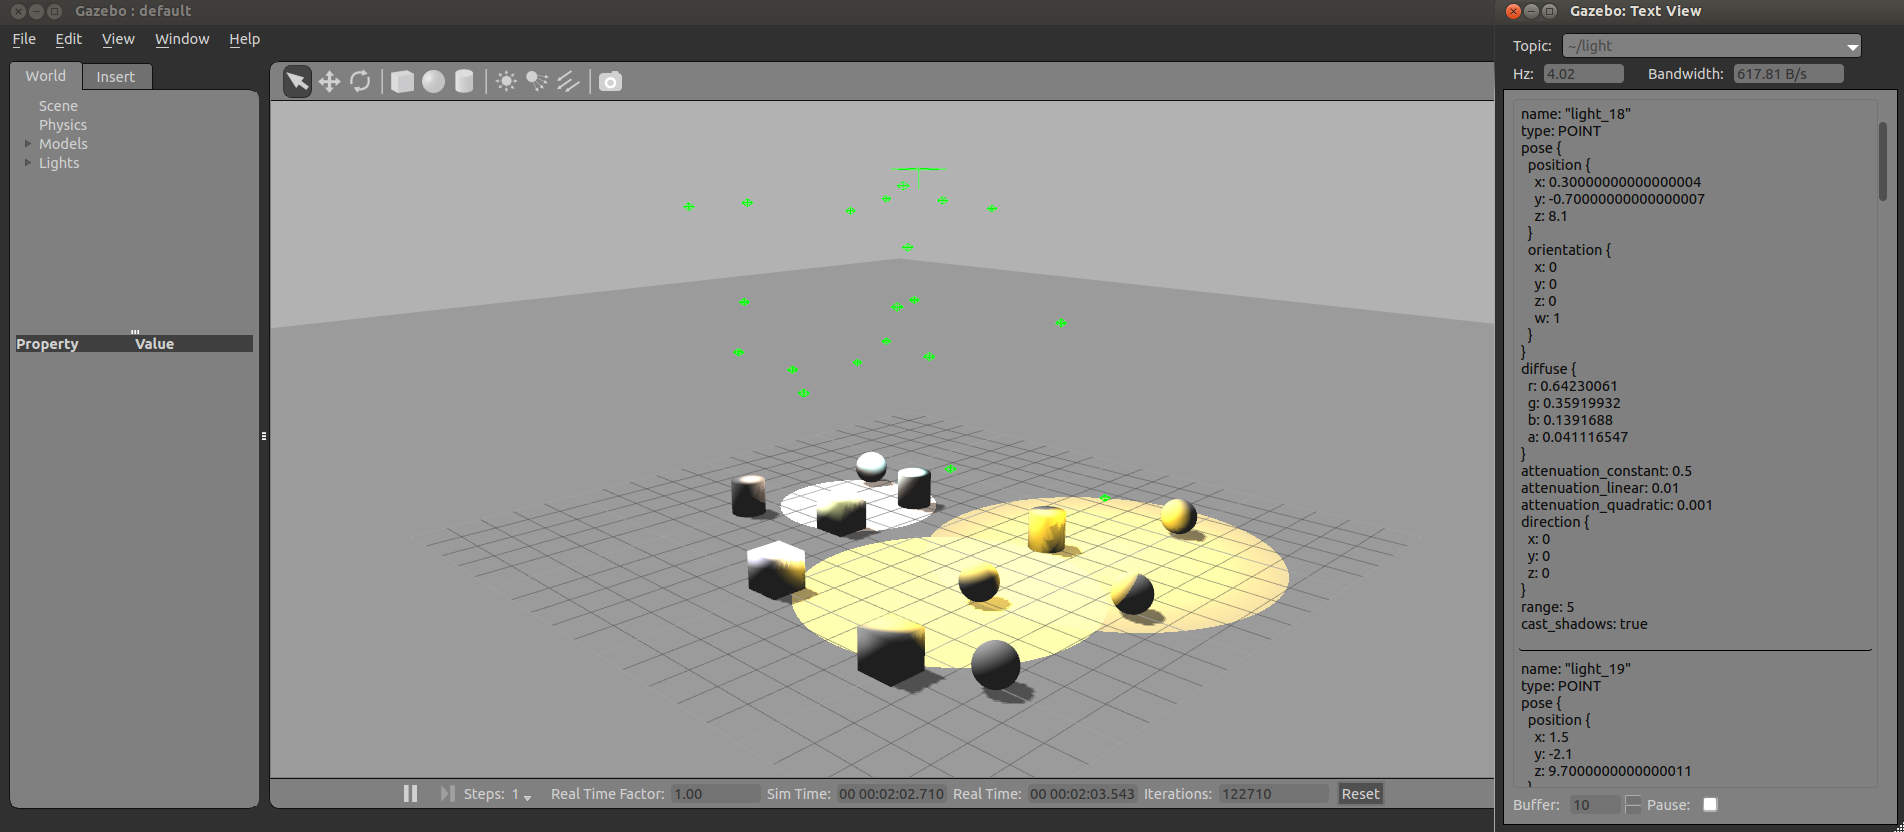 Gazebo : default
File Edit View Window Help
World Insert
Scene
Physics
Models
Lights
Property Value
Steps: 1 Real Time Factor: 1.00 Sim Time: 00 00:02:02.710 Real Time: 00 00:02:03.543 Iterations: 122710 Reset
Gazebo: Text View
Topic: ~/light
Hz: 4.02 Bandwidth: 617.81 B/s
name: "light_18"
type: POINT
pose {
position {
x: 0.30000000000000004
y: -0.70000000000000007
z: 8.1
}
orientation {
x: 0
y: 0
z: 0
w: 1
}
}
diffuse {
r: 0.64230061
g: 0.35919932
b: 0.1391688
a: 0.041116547
}
attenuation_constant: 0.5
attenuation_linear: 0.01
attenuation_quadratic: 0.001
direction {
x: 0
y: 0
z: 0
}
range: 5
cast_shadows: true
name: "light_19"
type: POINT
pose {
position {
x: 1.5
y: -2.1
z: 9.7000000000000011
}
Buffer: 10 Pause: